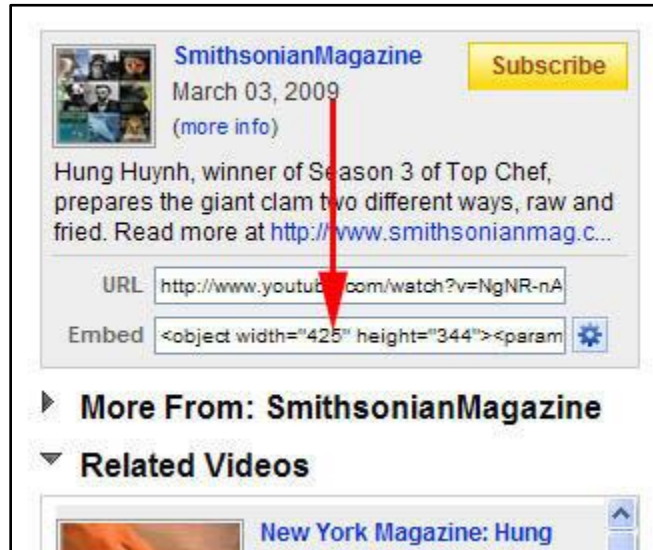 SmithsonianMagazine
Subscribe
March 03, 2009
(more info)
Hung Huynh, winner of Season 3 of Top Chef,
prepares the giant clam two different ways, raw and
fried. Read more at http://www.smithsonianmag.c...
URL http://www.youtube.com/watch?v=NgNR-nA
Embed <object width="425" height="344"><param
More From: SmithsonianMagazine
Related Videos
New York Magazine: Hung